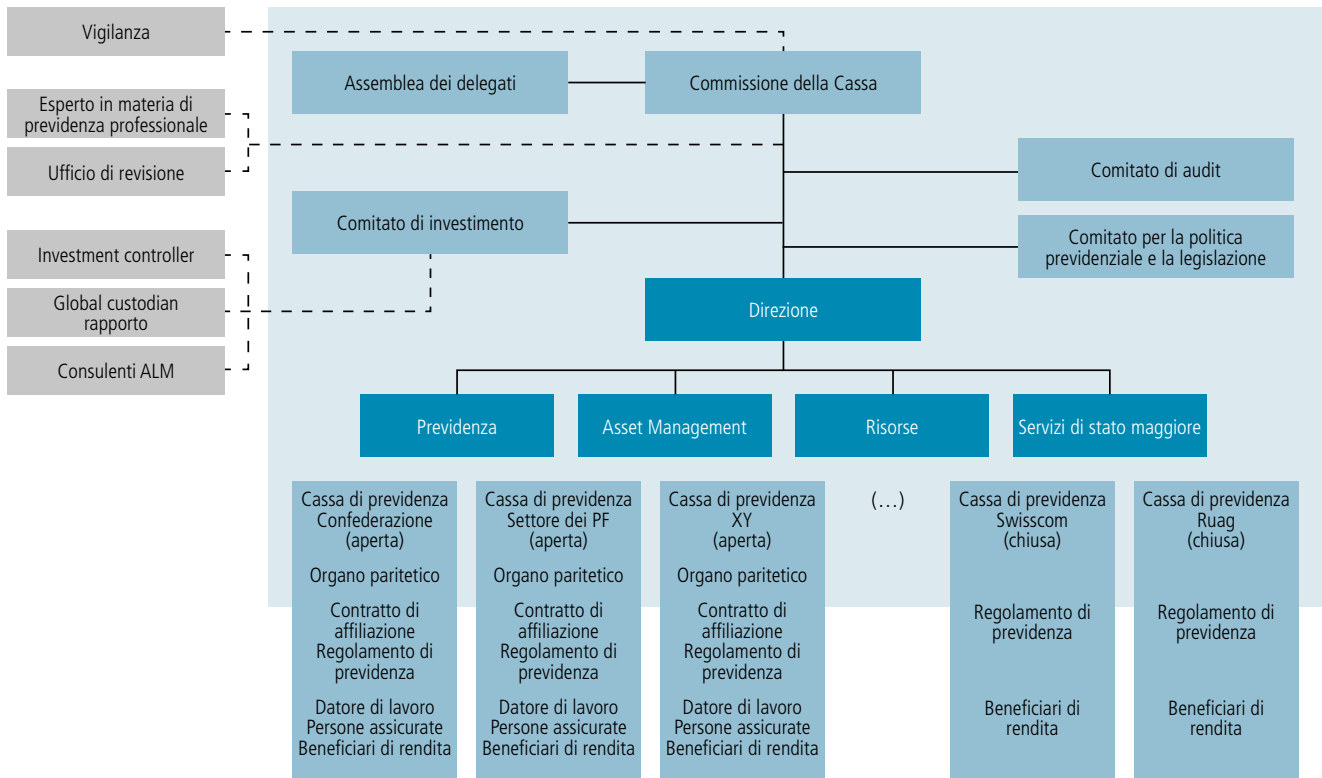 Vigilanza
Assemblea dei delegati
Commissione della Cassa
Esperto in materia di
previdenza professionale
Ufficio di revisione
Comitato di audit
Comitato di investimento
Comitato per la politica
previdenziale e la legislazione
Investment controller
Global custodian
rapporto
Consulenti ALM
Direzione
Previdenza
Asset Management
Risorse
Servizi di stato maggiore
Cassa di previdenza
Confederazione
(aperta)
Organo paritetico
Contratto di
affiliazione
Regolamento di
previdenza
Datore di lavoro
Persone assicurate
Beneficiari di rendita
Cassa di previdenza
Settore dei PF
(aperta)
Organo paritetico
Contratto di
affiliazione
Regolamento di
previdenza
Datore di lavoro
Persone assicurate
Beneficiari di rendita
Cassa di previdenza
XY
(aperta)
Organo paritetico
Contratto di
affiliazione
Regolamento di
previdenza
Datore di lavoro
Persone assicurate
Beneficiari di rendita
(...)
Cassa di previdenza
Swisscom
(chiusa)
Regolamento di
previdenza
Beneficiari di
rendita
Cassa di previdenza
Ruag
(chiusa)
Regolamento di
previdenza
Beneficiari di
rendita